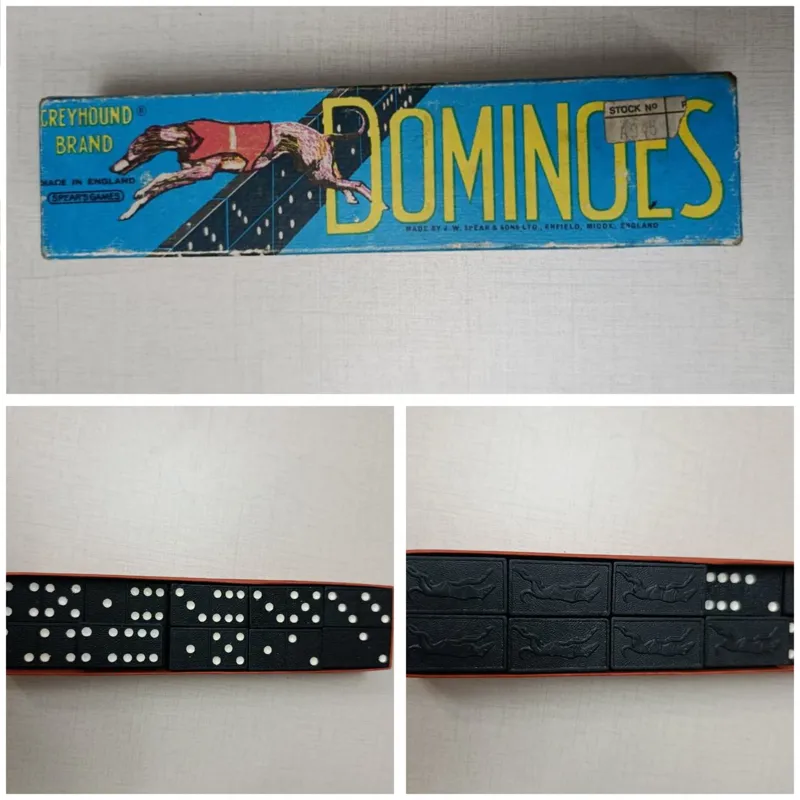 GREYHOUND®
BRAND
MADE IN ENGLAND
SPEAR'S GAMES
DOMINOES
STOCK Nº
MADE BY J. W. SPEAR & SONS LTD., ENFIELD, MIDDX, ENGLAND